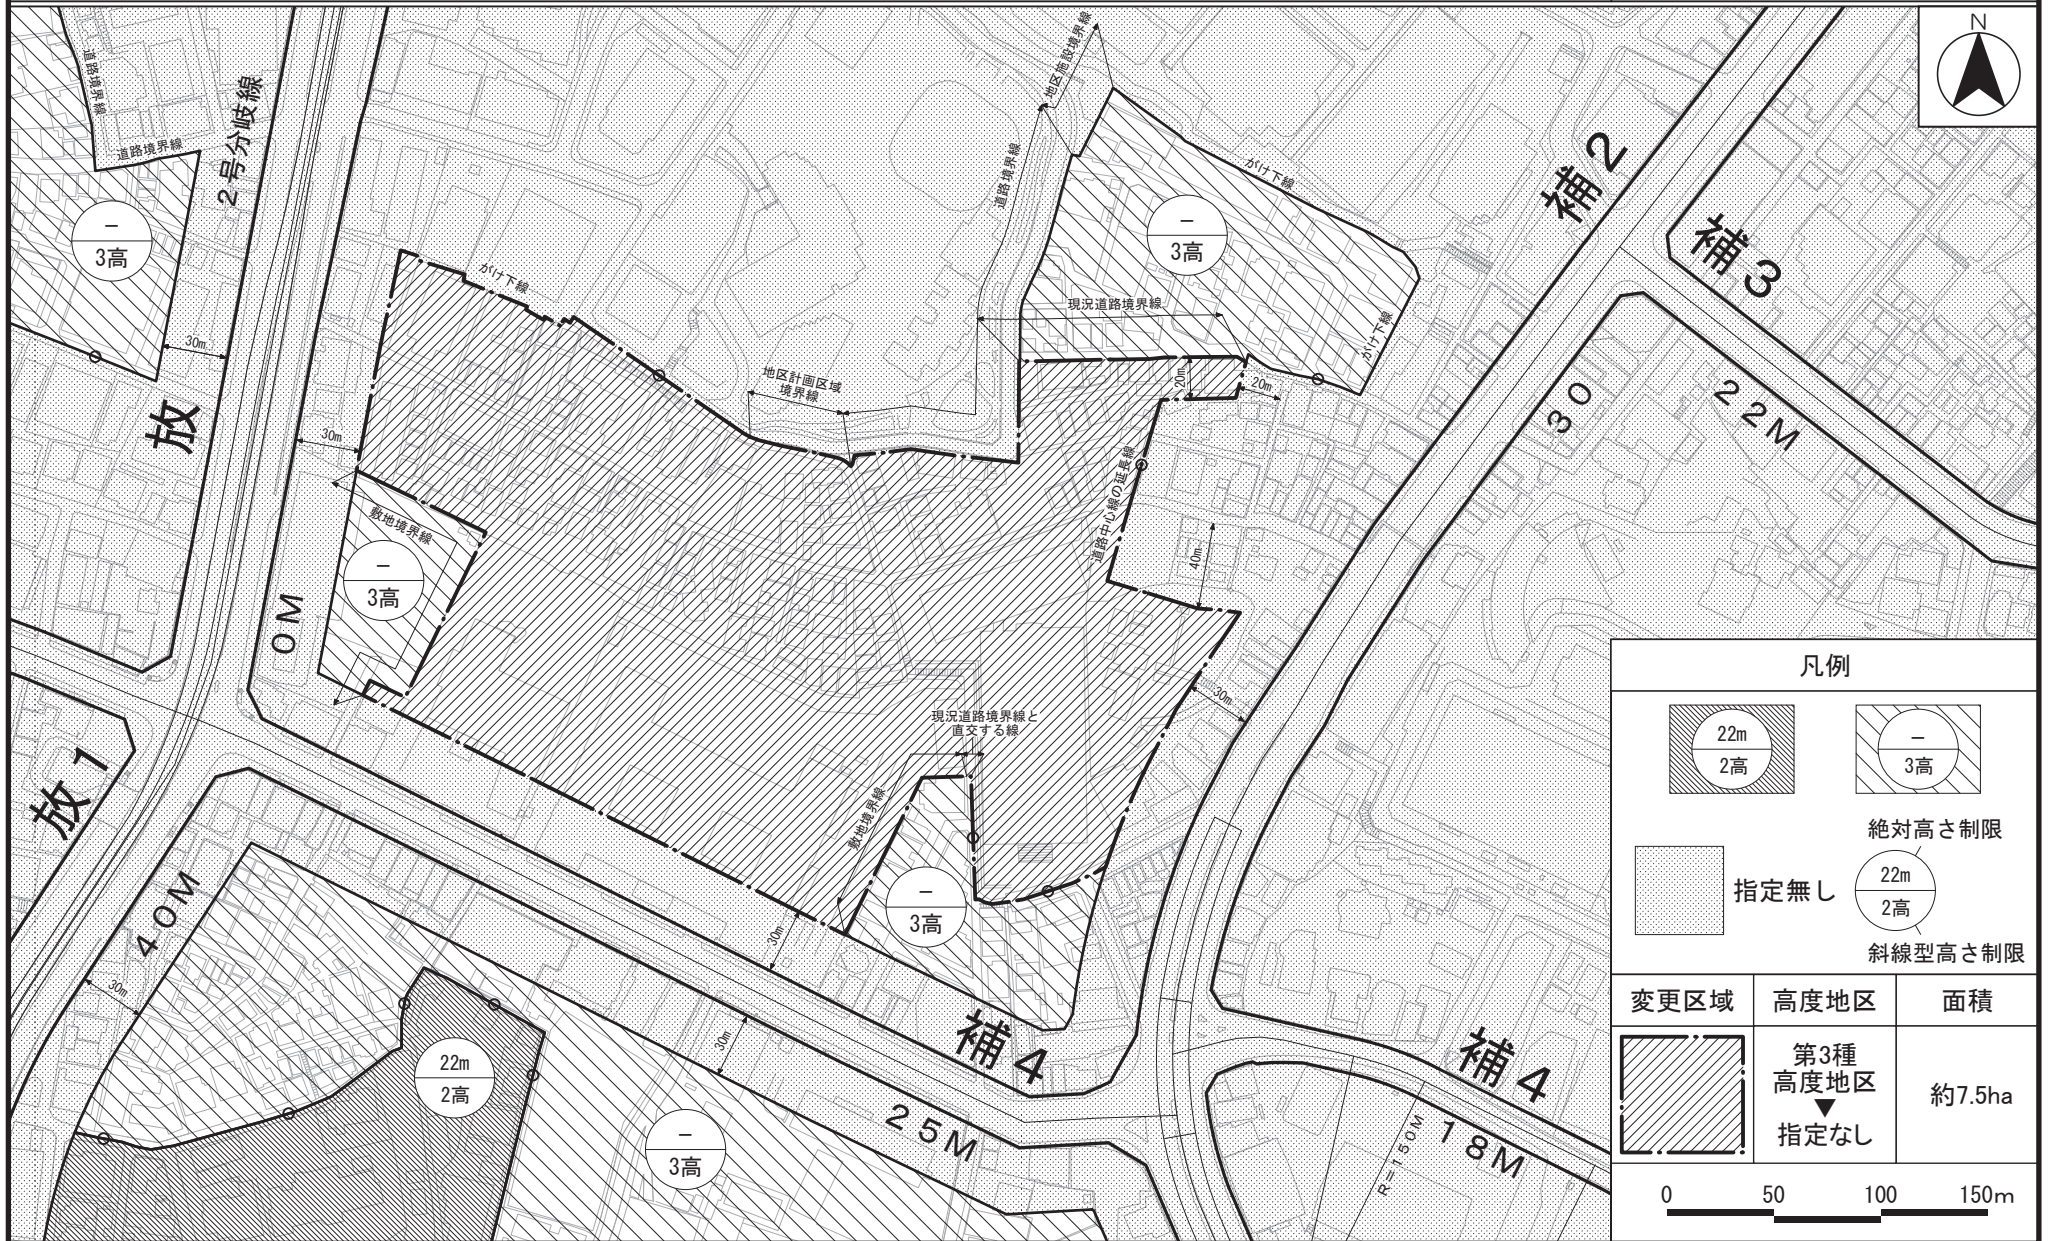 N
道路境界線
道路境界線
2号分岐線
地区施設境界線
道路境界線
がけ下線
補2
補3
ー
3高
ー
3高
がけ下線
現況道路境界線
がけ下線
30m
地区計画区域
境界線
20m
20m
30
22M
放
30m
敷地境界線
道路中心線の延長線
40m
ー
3高
0M
30m
現況道路境界線と
直交する線
放1
敷地境界線
ー
3高
40M
30m
30m
30m
補4
補4
22m
2高
25M
ー
3高
R=150M
18M
凡例
22m
2高
ー
3高
指定無し
絶対高さ制限
22m
2高
斜線型高さ制限
変更区域 高度地区 面積
第3種
高度地区
▼
指定なし
約7.5ha
0 50 100 150m